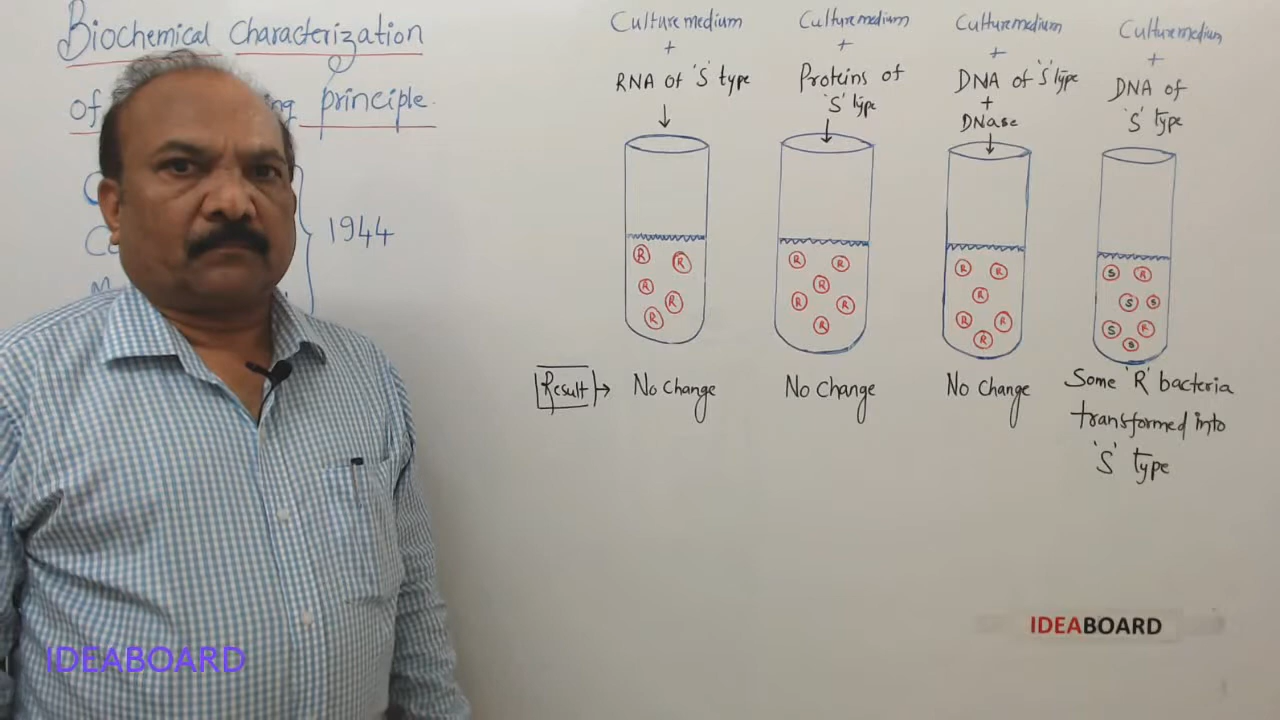 Biochemical Characterization
of principle.
1944
Culture medium
+
RNA of 'S' type
Culture medium
+
Proteins of
'S' type
Culture medium
+
DNA of 'S' type
+
DNase
Culture medium
+
DNA of
'S' type
R R
R R
R
R R
R
R R
R
R R
R
R R
R
S R
S S
S R
S
Result
No Change
No Change
No Change
Some 'R' bacteria
transformed into
'S' type
IDEABOARD
IDEABOARD